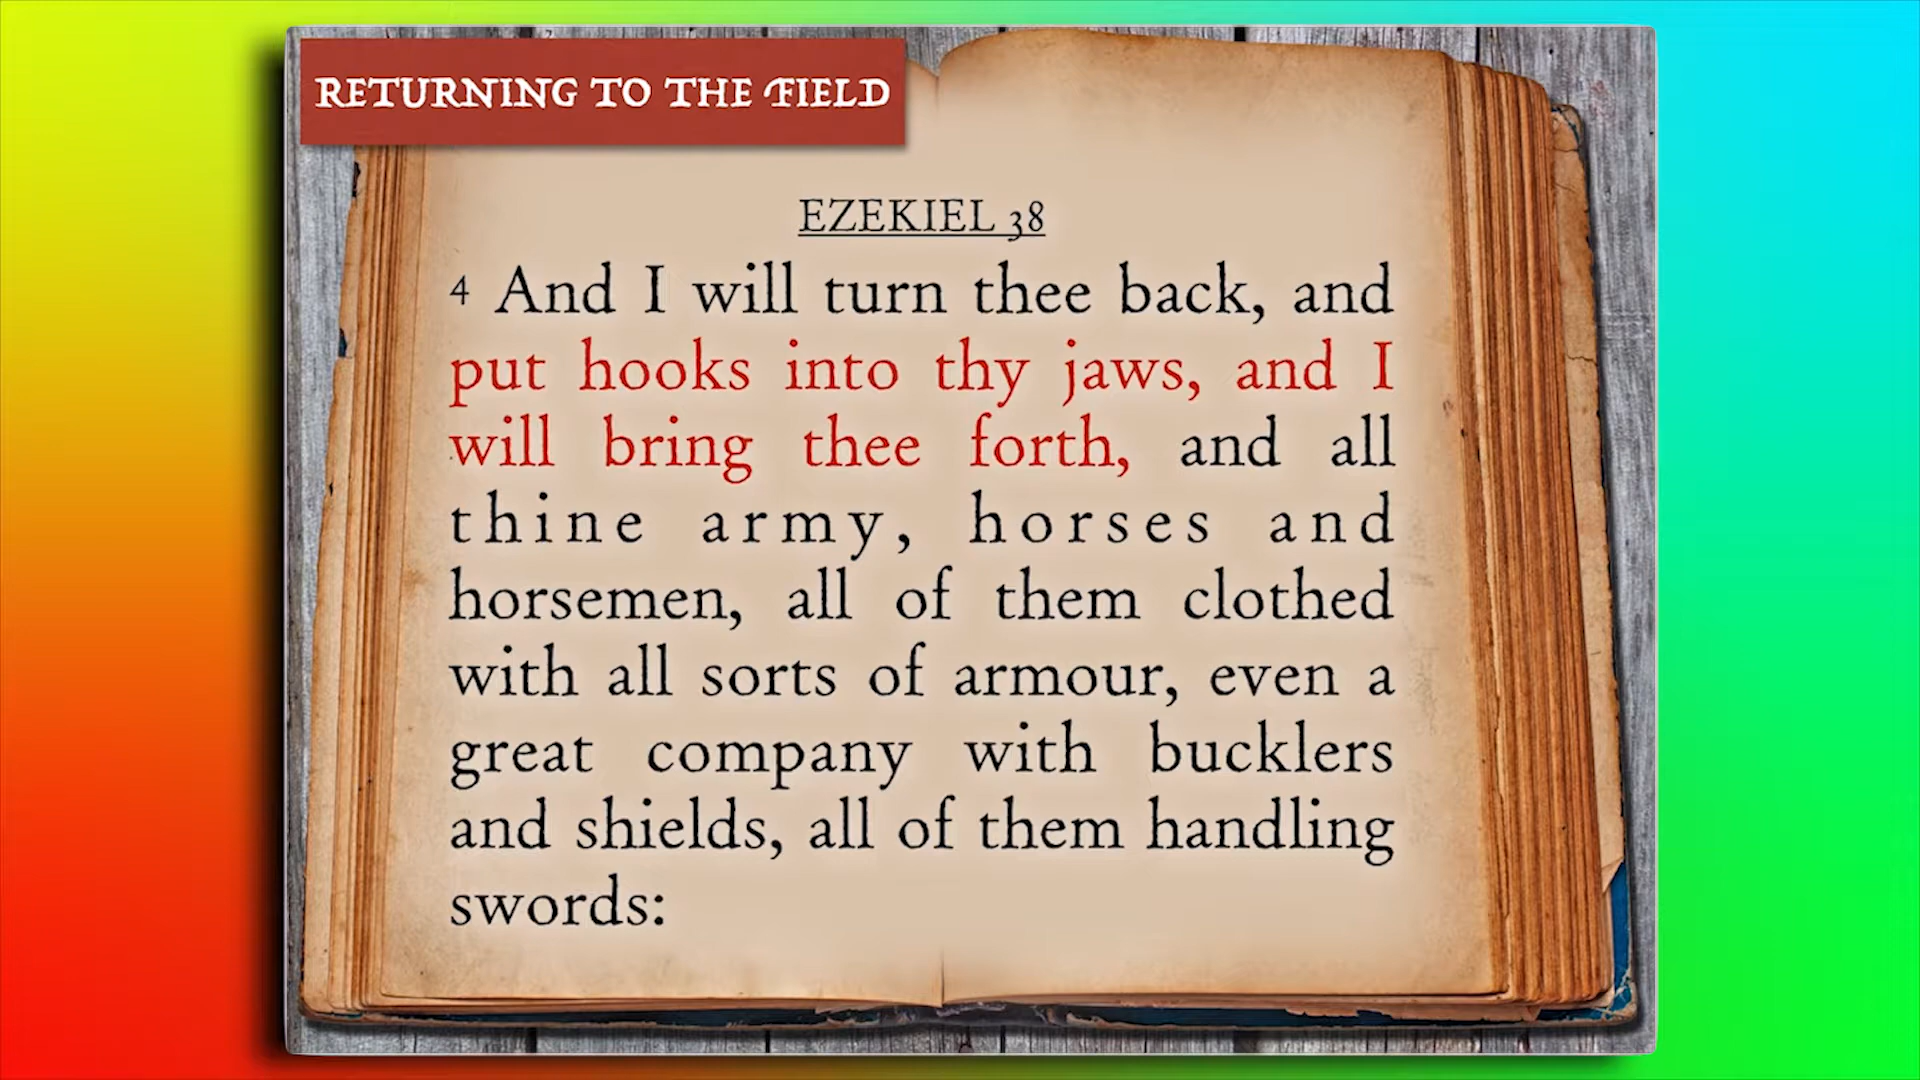 RETURNING TO THE FIELD
EZEKIEL 38
4 And I will turn thee back, and
put hooks into thy jaws, and I
will bring thee forth, and all
thine army, horses and
horsemen, all of them clothed
with all sorts of armour, even a
great company with bucklers
and shields, all of them handling
swords: